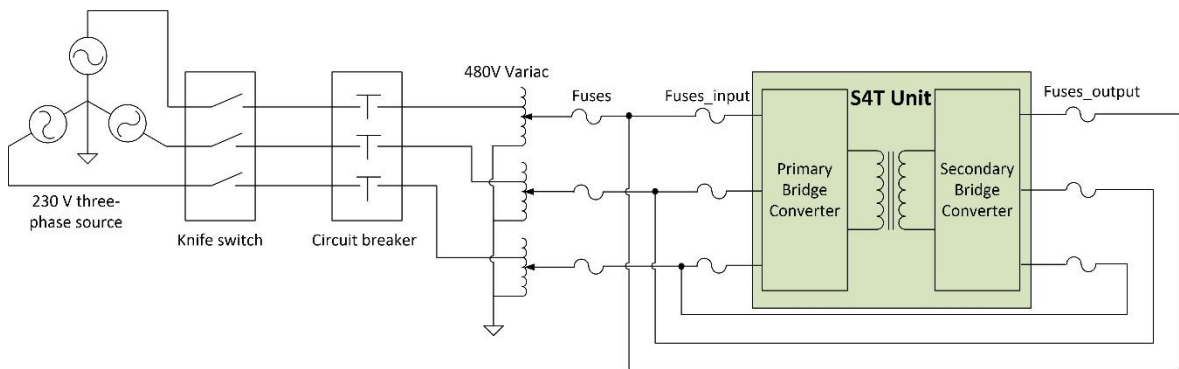 480V Variac
Fuses
Fuses_input
S4T Unit
Fuses_output
Primary
Bridge
Converter
Secondary
Bridge
Converter
230 V three-
phase source
Knife switch
Circuit breaker